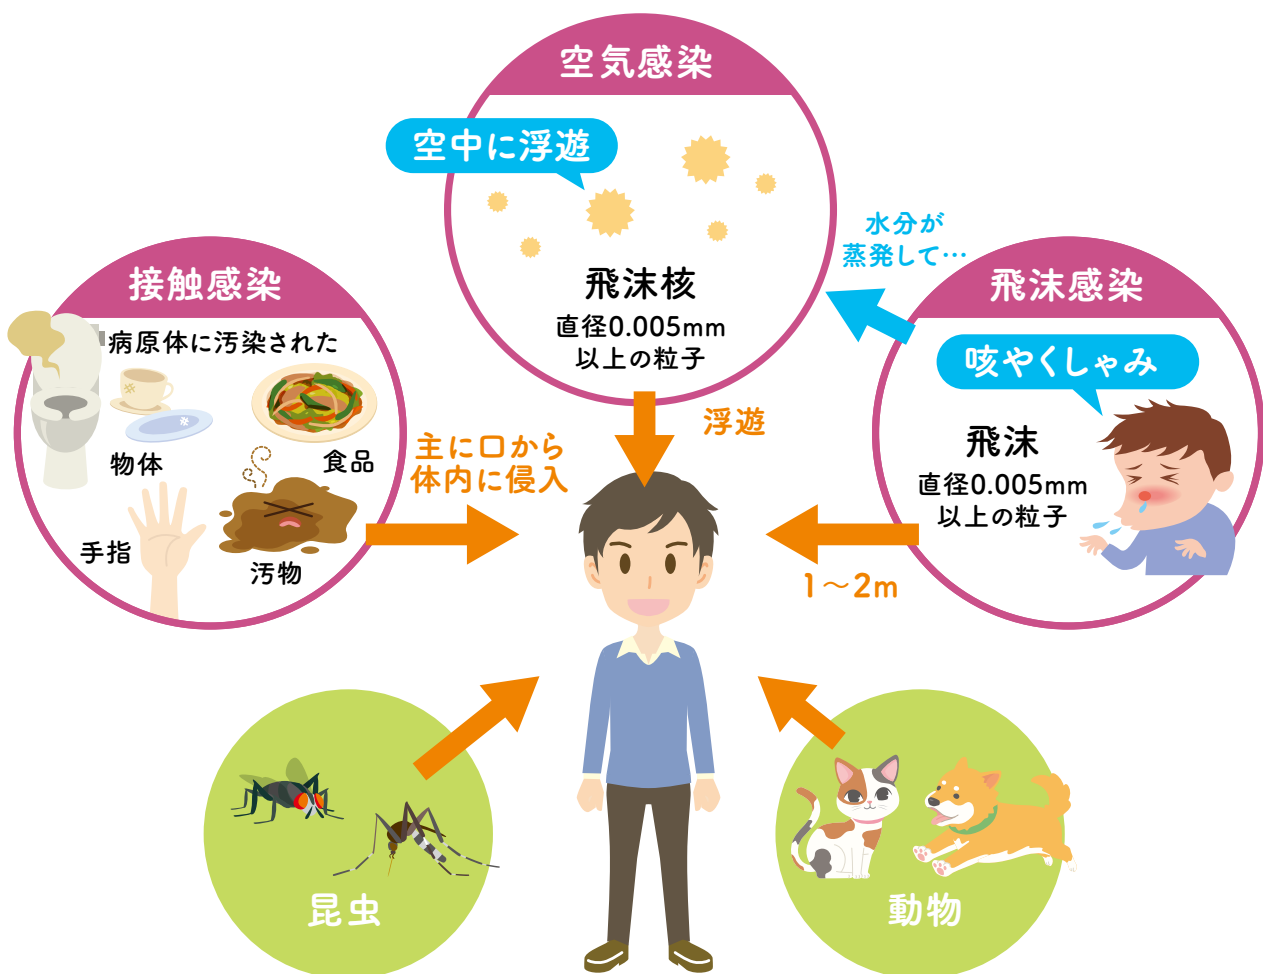 空気感染
空中に浮遊
飛沫核
直径0.005mm
以上の粒子
水分が
蒸発して…
浮遊
接触感染
病原体に汚染された
物体
食品
手指
汚物
主に口から
体内に侵入
飛沫感染
咳やくしゃみ
飛沫
直径0.005mm
以上の粒子
1〜2m
昆虫
動物